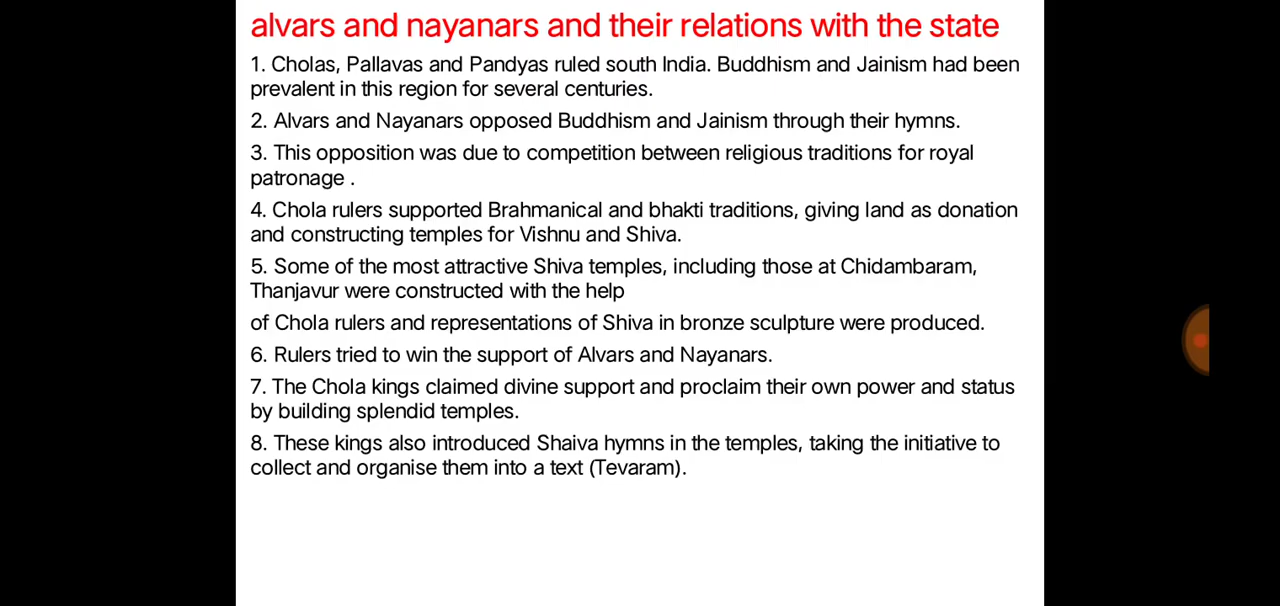 alvars and nayanars and their relations with the state
1. Cholas, Pallavas and Pandyas ruled south India. Buddhism and Jainism had been
prevalent in this region for several centuries.
2. Alvars and Nayanars opposed Buddhism and Jainism through their hymns.
3. This opposition was due to competition between religious traditions for royal
patronage .
4. Chola rulers supported Brahmanical and bhakti traditions, giving land as donation
and constructing temples for Vishnu and Shiva.
5. Some of the most attractive Shiva temples, including those at Chidambaram,
Thanjavur were constructed with the help
of Chola rulers and representations of Shiva in bronze sculpture were produced.
6. Rulers tried to win the support of Alvars and Nayanars.
7. The Chola kings claimed divine support and proclaim their own power and status
by building splendid temples.
8. These kings also introduced Shaiva hymns in the temples, taking the initiative to
collect and organise them into a text (Tevaram).